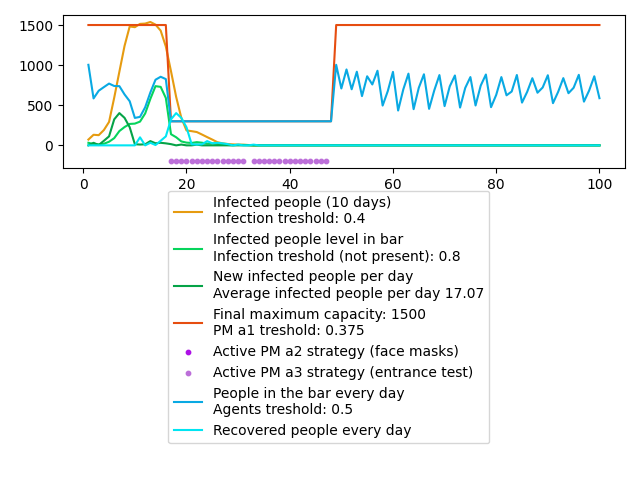 1500
1000
500
0
0
20
40
60
80
100
Infected people (10 days)
Infection treshold: 0.4
Infected people level in bar
Infection treshold (not present): 0.8
New infected people per day
Average infected people per day 17.07
Final maximum capacity: 1500
PM a1 treshold: 0.375
Active PM a2 strategy (face masks)
Active PM a3 strategy (entrance test)
People in the bar every day
Agents treshold: 0.5
Recovered people every day